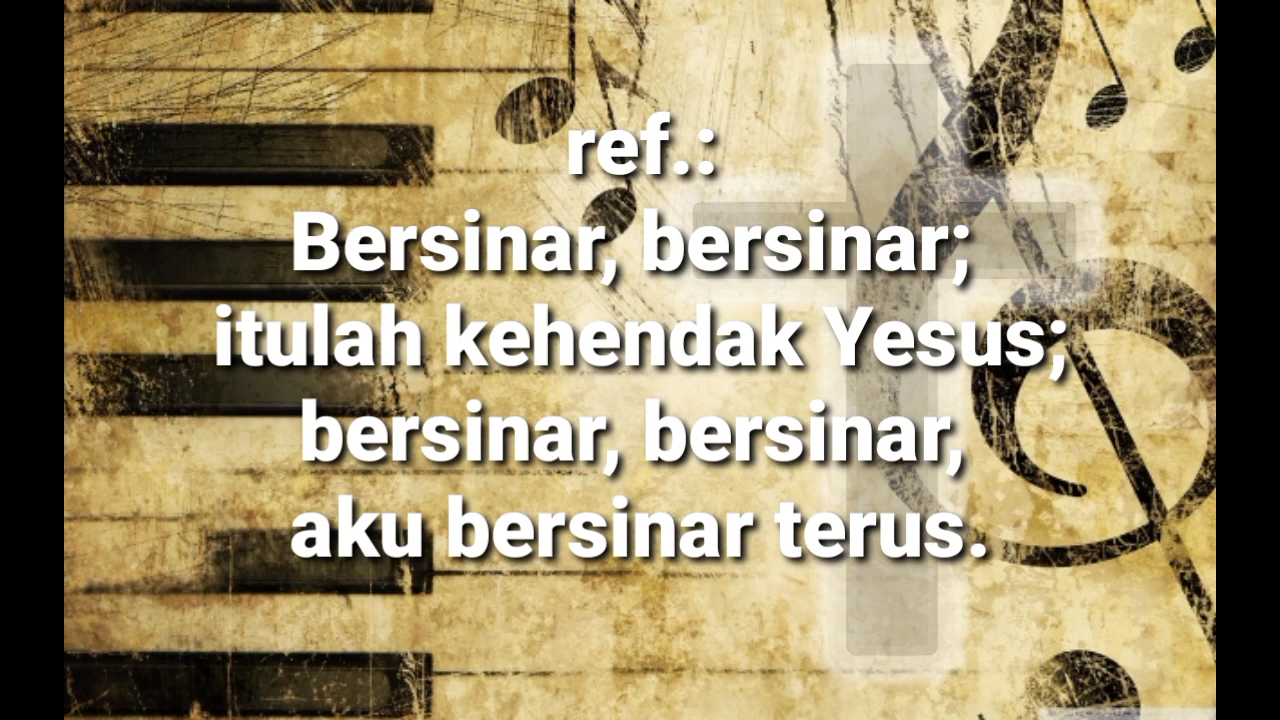 ref.:
Bersinar, bersinar;
itulah kehendak Yesus;
bersinar, bersinar,
aku bersinar terus.